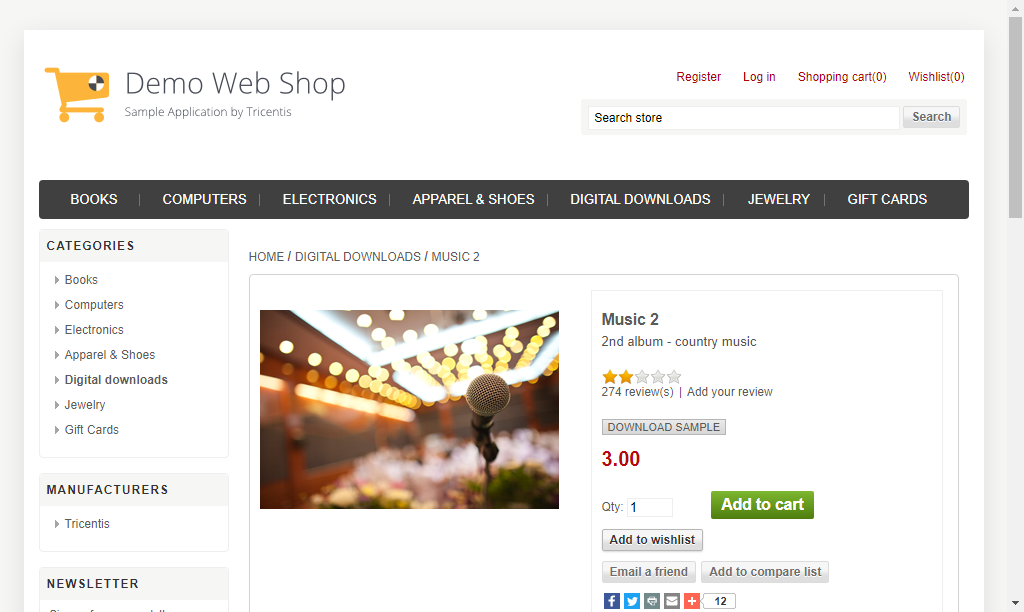 Demo Web Shop
Sample Application by Tricentis
Register Log in Shopping cart(0) Wishlist(0)
Search store Search
BOOKS COMPUTERS ELECTRONICS APPAREL & SHOES DIGITAL DOWNLOADS JEWELRY GIFT CARDS
CATEGORIES
Books
Computers
Electronics
Apparel & Shoes
Digital downloads
Jewelry
Gift Cards
MANUFACTURERS
Tricentis
NEWSLETTER
HOME / DIGITAL DOWNLOADS / MUSIC 2
Music 2
2nd album - country music
274 review(s) | Add your review
DOWNLOAD SAMPLE
3.00
Qty: 1 Add to cart
Add to wishlist
Email a friend Add to compare list
12